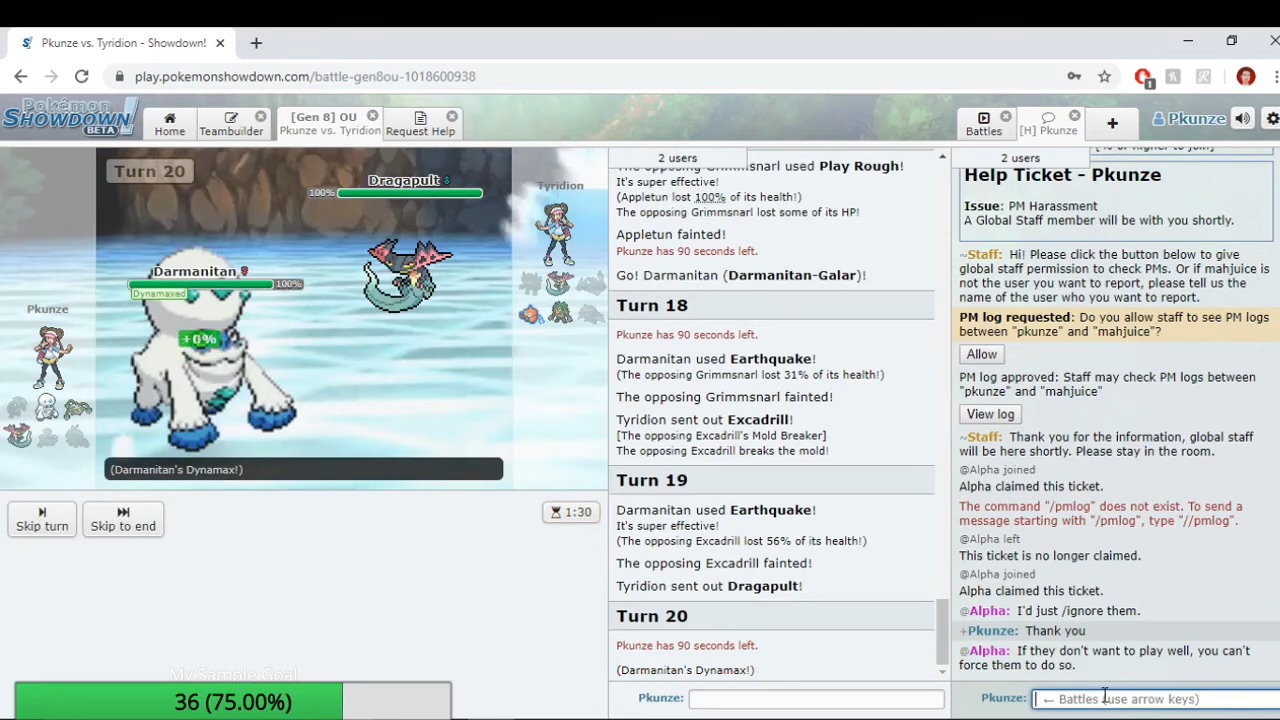 Pkunze vs. Tyridion - Showdown!
play.pokemonshowdown.com/battle-gen8ou-1018600938
1
Pokémon
SHOWDOWN
BETA
Home
Teambuilder
[Gen 8] OU
Pkunze vs. Tyridion
Request Help
Battles
[H] Pkunze
Pkunze
Turn 20
Dragapult
100%
Tyridion
Darmanitan
100%
Dynamaxed
+0%
Pkunze
(Darmanitan's Dynamax!)
Skip turn
Skip to end
1:30
My Sample Goal
36 (75.00%)
2 users
The opposing Grimmsnarl used Play Rough!
It's super effective!
(Appletun lost 100% of its health!)
The opposing Grimmsnarl lost some of its HP!
Appletun fainted!
Pkunze has 90 seconds left.
Go! Darmanitan (Darmanitan-Galar)!
Turn 18
Pkunze has 90 seconds left.
Darmanitan used Earthquake!
(The opposing Grimmsnarl lost 31% of its health!)
The opposing Grimmsnarl fainted!
Tyridion sent out Excadrill!
[The opposing Excadrill's Mold Breaker]
The opposing Excadrill breaks the mold!
Turn 19
Darmanitan used Earthquake!
It's super effective!
(The opposing Excadrill lost 56% of its health!)
The opposing Excadrill fainted!
Tyridion sent out Dragapult!
Turn 20
Pkunze has 90 seconds left.
(Darmanitan's Dynamax!)
Pkunze:
2 users
[% or higher to join]
Help Ticket - Pkunze
Issue: PM Harassment
A Global Staff member will be with you shortly.
~Staff: Hi! Please click the button below to give
global staff permission to check PMs. Or if mahjuice is
not the user you want to report, please tell us the
name of the user who you want to report.
PM log requested: Do you allow staff to see PM logs
between "pkunze" and "mahjuice"?
Allow
PM log approved: Staff may check PM logs between
"pkunze" and "mahjuice"
View log
~Staff: Thank you for the information, global staff
will be here shortly. Please stay in the room.
@Alpha joined
Alpha claimed this ticket.
The command "/pmlog" does not exist. To send a
message starting with "/pmlog", type "//pmlog".
@Alpha left
This ticket is no longer claimed.
@Alpha joined
Alpha claimed this ticket.
@Alpha: I'd just /ignore them.
+Pkunze: Thank you
@Alpha: If they don't want to play well, you can't
force them to do so.
Pkunze: ← Battles (use arrow keys)